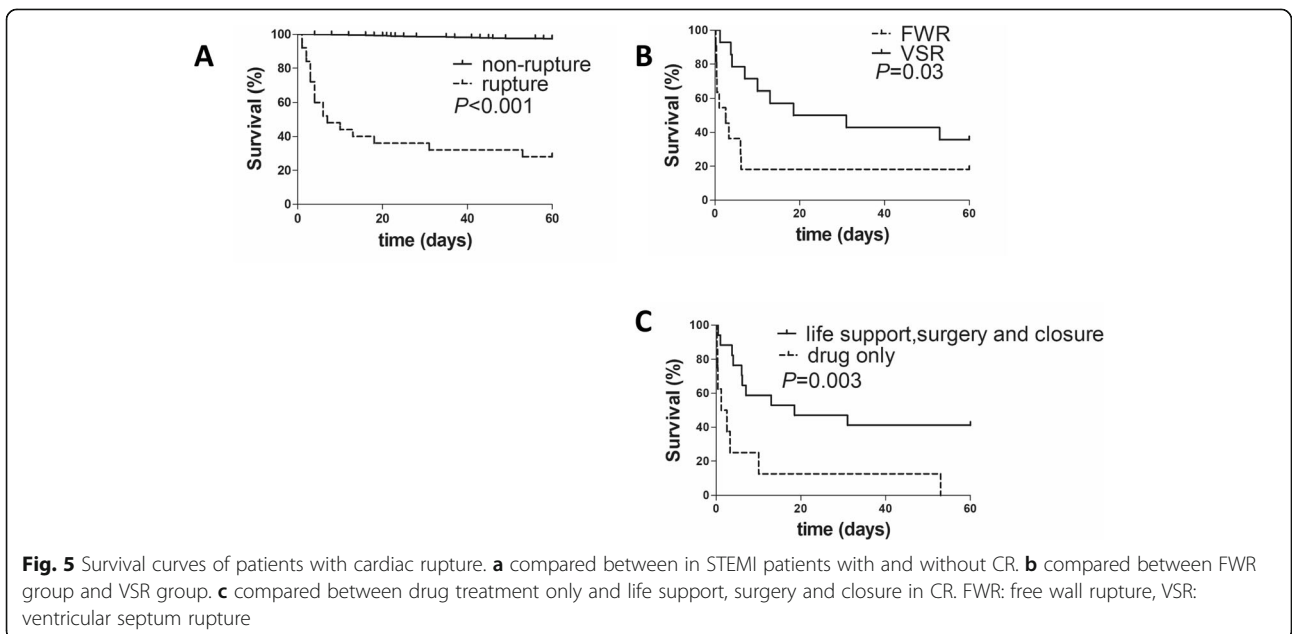 A
100
80
60
40
20
0
Survival (%)
non-rupture
rupture
P<0.001
0 20 40 60
time (days)
B
100
80
60
40
20
0
Survival (%)
FWR
VSR
P=0.03
0 20 40 60
time (days)
C
100
80
60
40
20
0
Survival (%)
life support,surgery and closure
drug only
P=0.003
0 20 40 60
time (days)
Fig. 5 Survival curves of patients with cardiac rupture. a compared between in STEMI patients with and without CR. b compared between FWR
group and VSR group. c compared between drug treatment only and life support, surgery and closure in CR. FWR: free wall rupture, VSR:
ventricular septum rupture